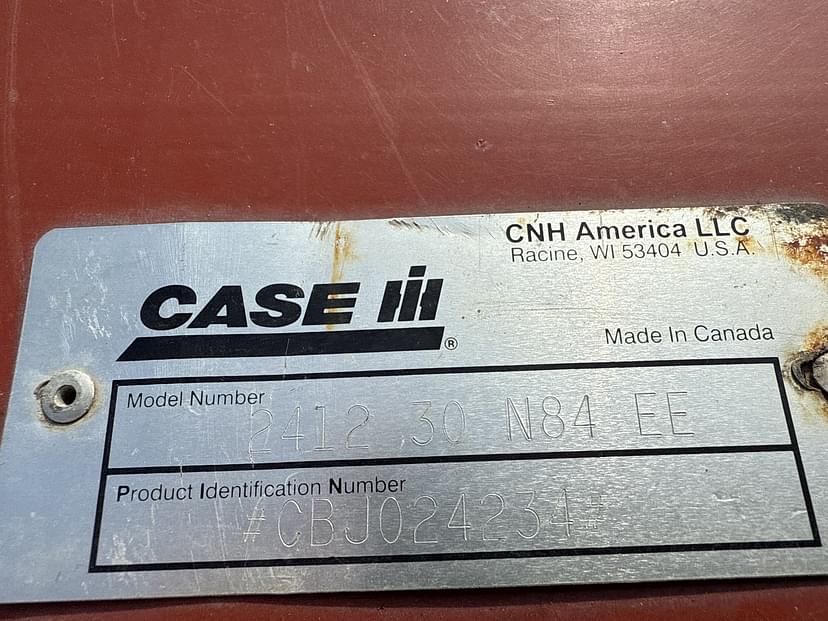 CNH America LLC
Racine, WI 53404 U.S.A.
CASE IH
®
Made In Canada
Model Number
2412 30 N84 EE
Product Identification Number
#CBJ024234#